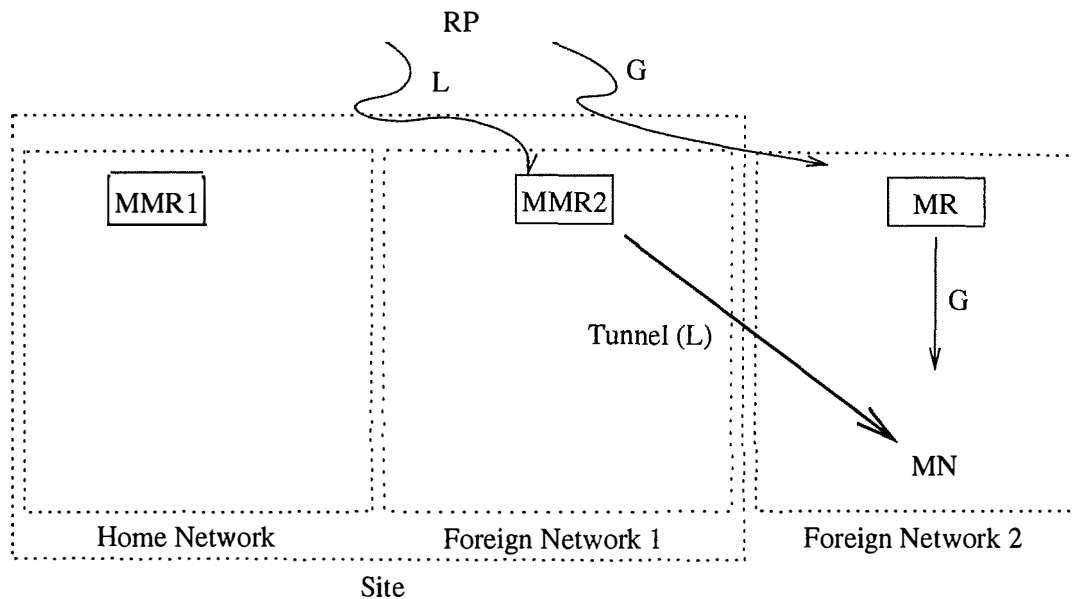 RP
L
G
MMR1
MMR2
MR
G
Tunnel (L)
MN
Home Network
Foreign Network 1
Foreign Network 2
Site